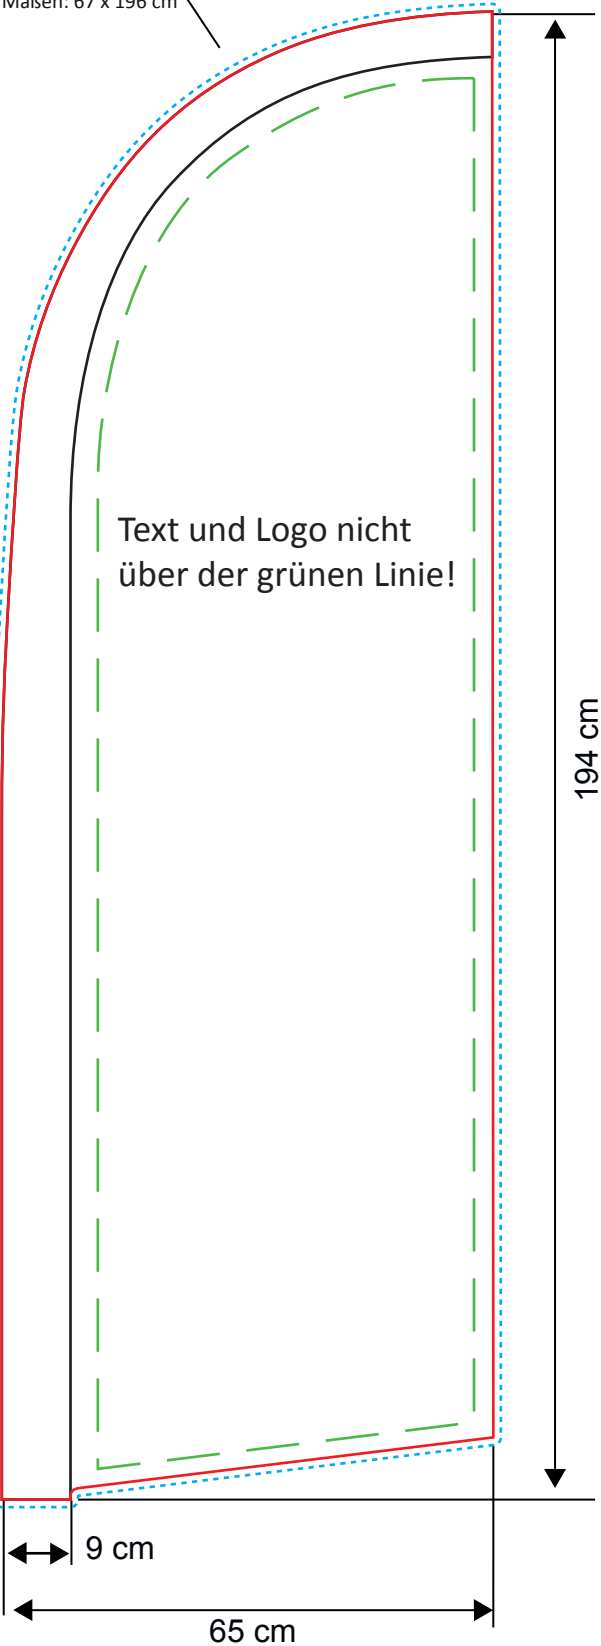 Maßen: 67 x 196 cm
Text und Logo nicht
über der grünen Linie!
194 cm
9 cm
65 cm